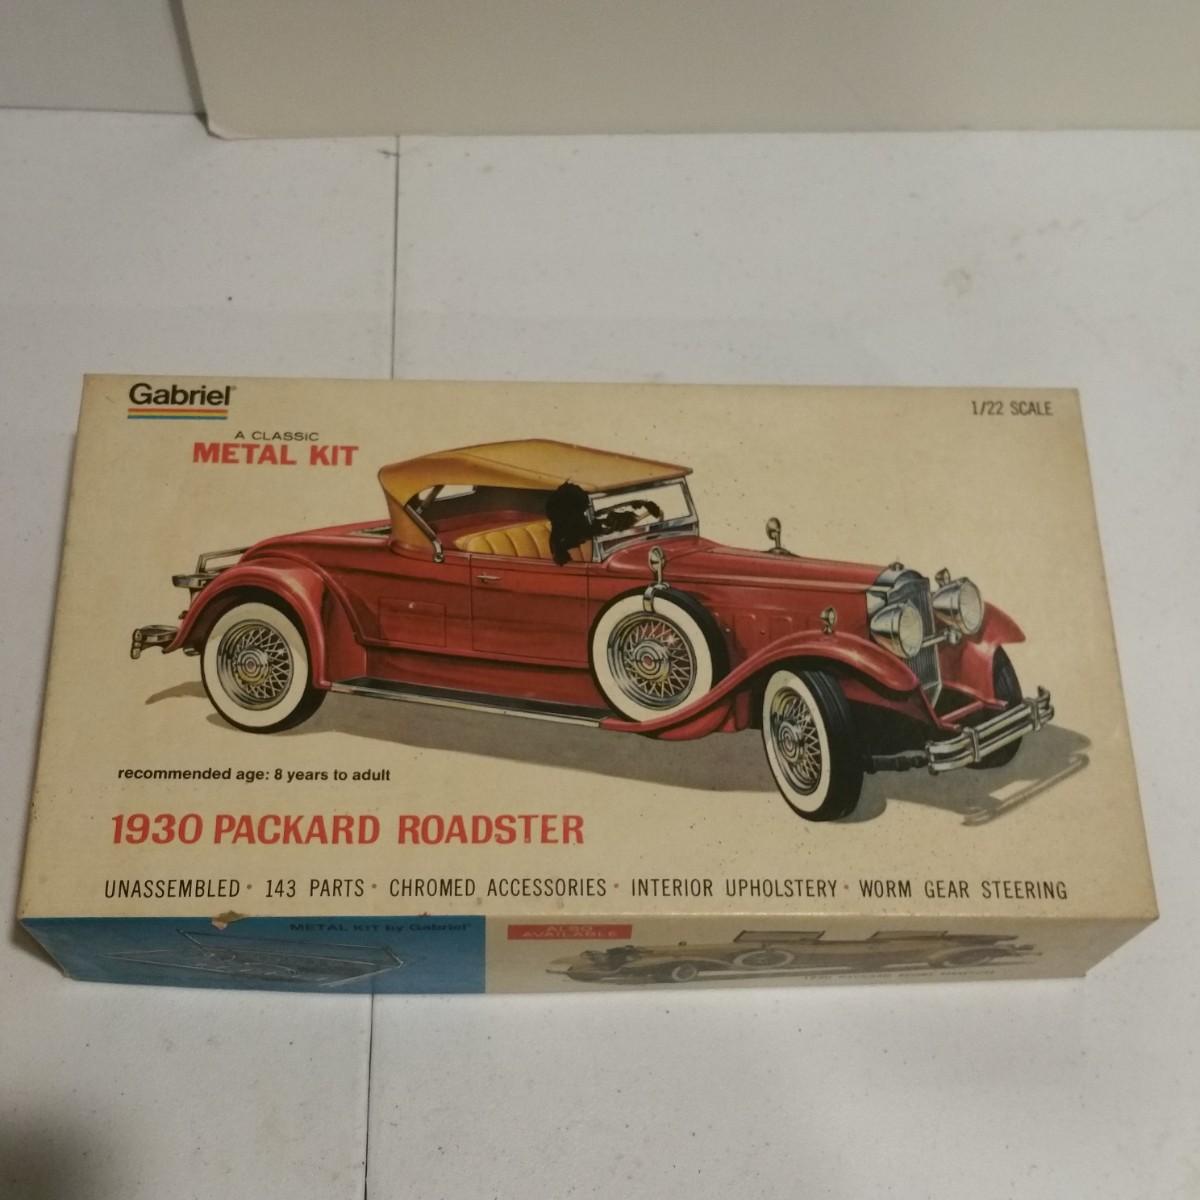 Gabriel®
1/22 SCALE
A CLASSIC
METAL KIT
recommended age: 8 years to adult
1930 PACKARD ROADSTER
UNASSEMBLED • 143 PARTS • CHROMED ACCESSORIES • INTERIOR UPHOLSTERY • WORM GEAR STEERING
METAL KIT by Gabriel®
ALSO
AVAILABLE